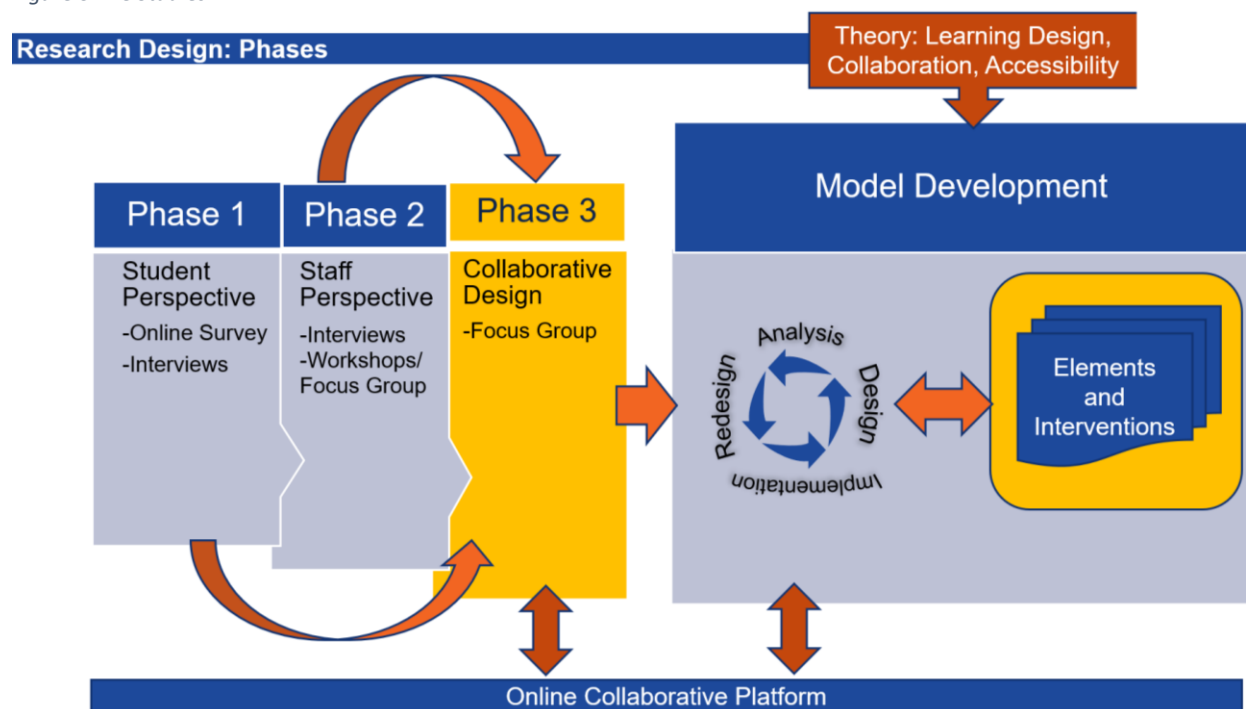 Research Design: Phases
Theory: Learning Design,
Collaboration, Accessibility
Model Development
Phase 1
Phase 2
Phase 3
Student
Perspective
-Online Survey
-Interviews
Staff
Perspective
-Interviews
-Workshops/
Focus Group
Collaborative
Design
-Focus Group
Analysis
Design
Implementation
Redesign
Elements
and
Interventions
Online Collaborative Platform